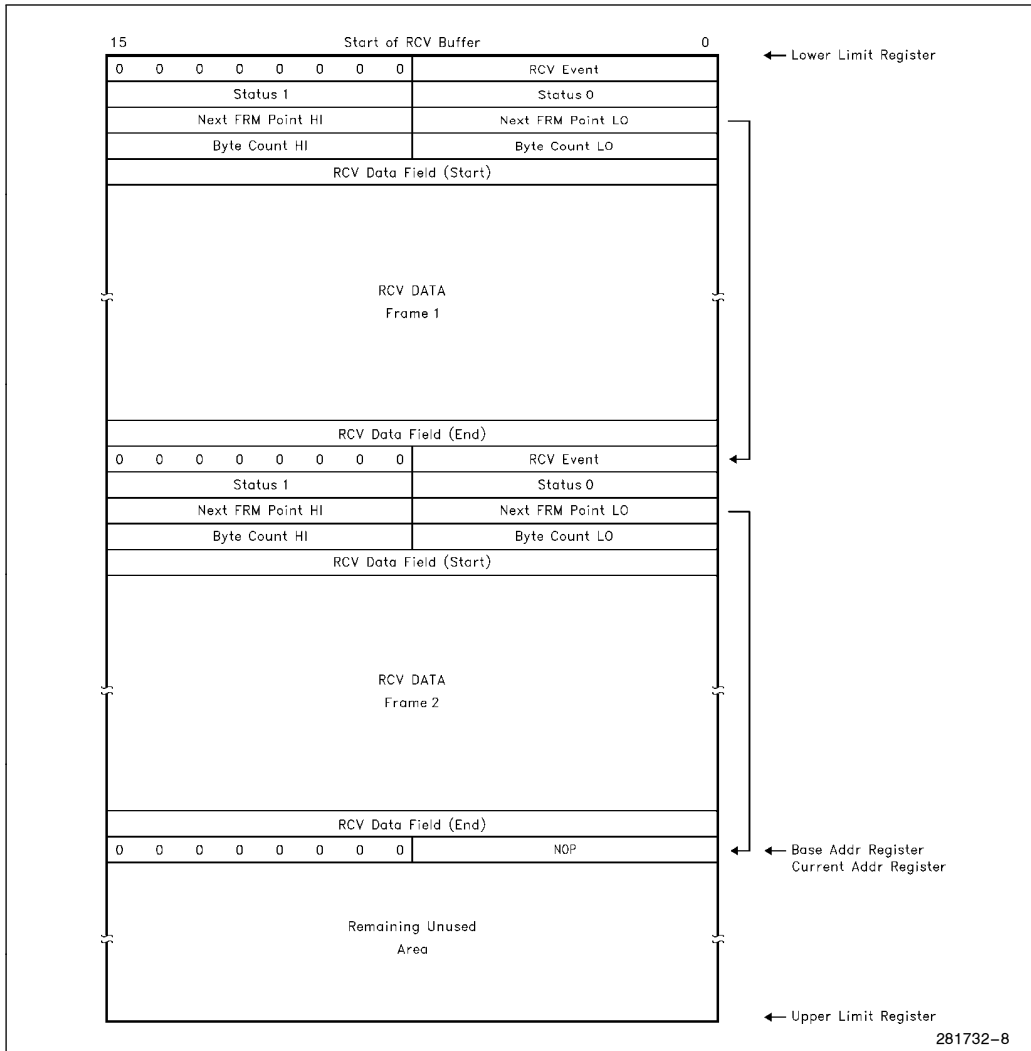 15 Start of RCV Buffer 0
← Lower Limit Register
0 0 0 0 0 0 0 0 RCV Event
Status 1 Status 0
Next FRM Point HI Next FRM Point LO
Byte Count HI Byte Count LO
RCV Data Field (Start)
RCV DATA
Frame 1
RCV Data Field (End)
0 0 0 0 0 0 0 0 RCV Event
Status 1 Status 0
Next FRM Point HI Next FRM Point LO
Byte Count HI Byte Count LO
RCV Data Field (Start)
RCV DATA
Frame 2
RCV Data Field (End)
0 0 0 0 0 0 0 0 NOP
← Base Addr Register
Current Addr Register
Remaining Unused
Area
← Upper Limit Register
281732–8